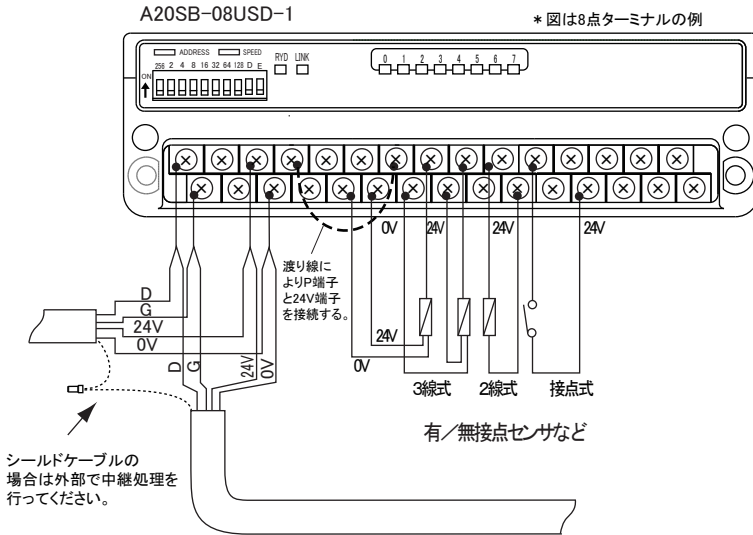 A20SB-08USD-1
*図は8点ターミナルの例
ADDRESS SPEED
256 2 4 8 16 32 64 128 D E
RYD LINK
0 1 2 3 4 5 6 7
ON
0V 0V 24V 24V 24V
渡り線に
よりP端子
と24V端子
を接続する。
D
G
24V
0V
D G 24V 0V
24V
0V
3線式 2線式 接点式
有/無接点センサなど
シールドケーブルの
場合は外部で中継処理を
行ってください。